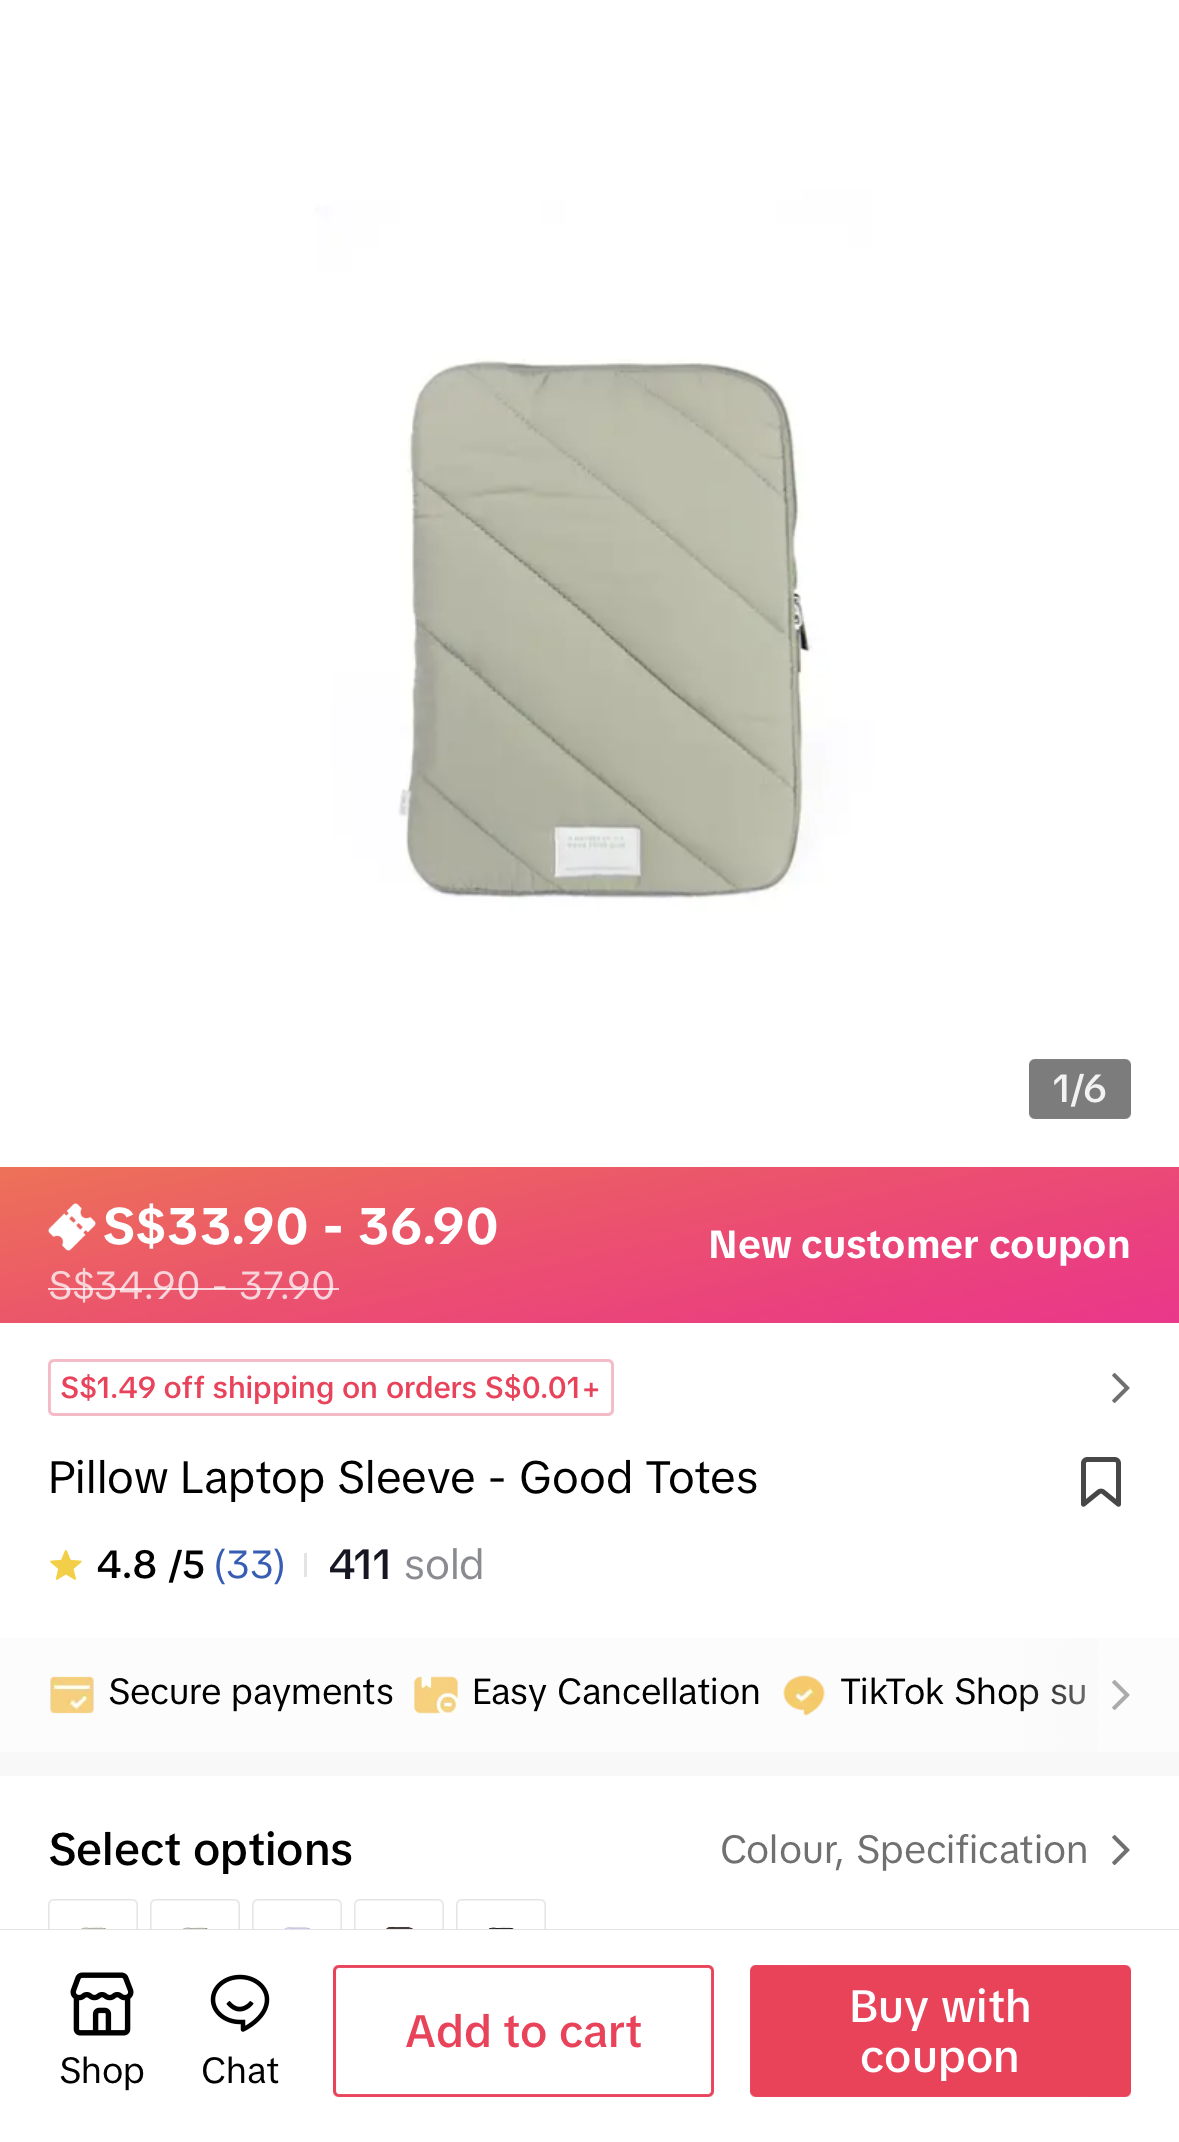 1/6
S$33.90 - 36.90
S$34.90 - 37.90
New customer coupon
S$1.49 off shipping on orders S$0.01+
Pillow Laptop Sleeve - Good Totes
4.8 /5 (33) 411 sold
Secure payments Easy Cancellation TikTok Shop su
Select options Colour, Specification
Shop
Chat
Add to cart
Buy with
coupon